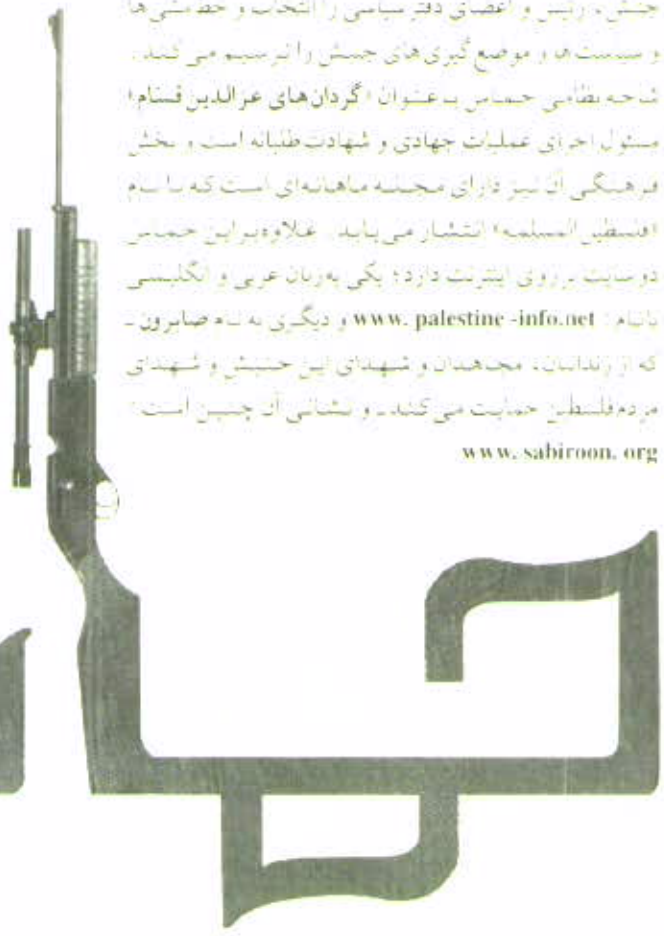 جنبش، رئیس و اعضای دفتر سیاسی را انتخاب و خط‌مشی‌ها
و سیاست‌ها و موضع‌گیری‌های جنبش را ترسیم می‌کنند.
شاخه نظامی حماس به عنوان «گردان‌های عزالدین قسام»
مسئول اجرای عملیات جهادی و شهادت‌طلبانه است و بخش
فرهنگی آن نیز دارای مجله ماهانه‌ای است که با نام
«فلسطین المسلمه» انتشار می‌یابد. علاوه‌بر این حماس
دو سایت بر روی اینترنت دارد؛ یکی به‌زبان عربی و انگلیسی
بانام: www. palestine -info.net و دیگری به نام صابرون ـ
که از زندانیان، مجاهدان و شهدای این جنبش و شهدای
مردم فلسطین حمایت می‌کند ـ و نشانی آن چنین است:
www. sabiroon. org